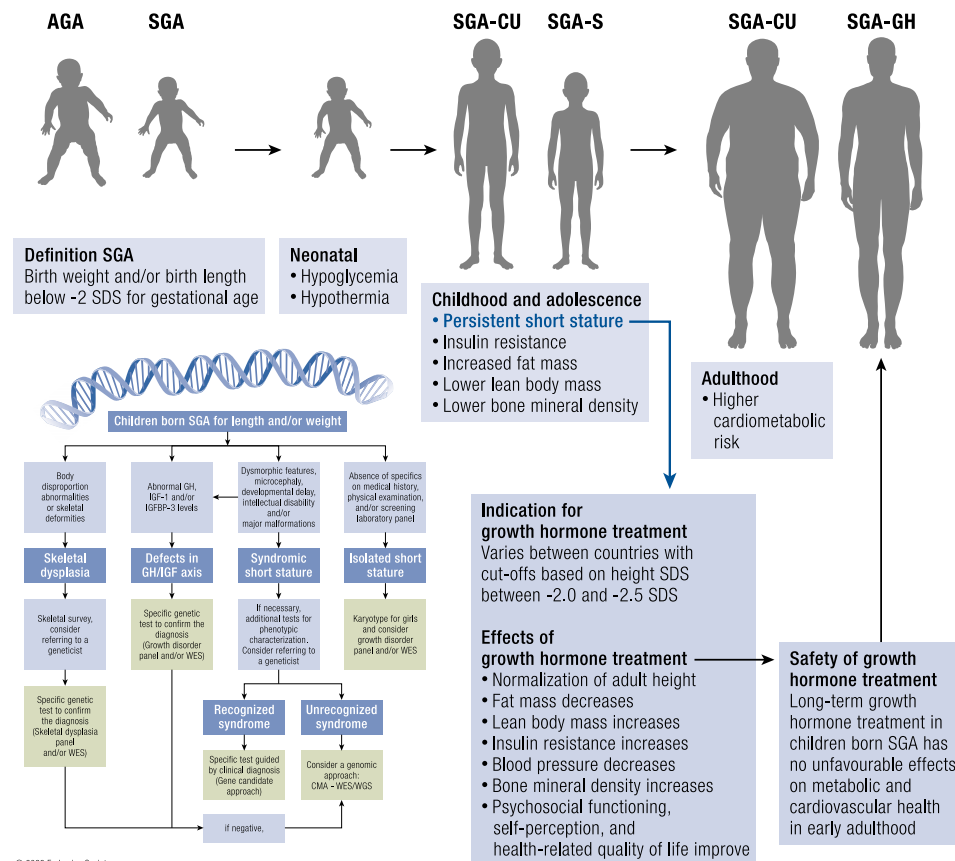 AGA
SGA
SGA-CU
SGA-S
SGA-CU
SGA-GH
Definition SGA
Birth weight and/or birth length
below -2 SDS for gestational age
Neonatal
• Hypoglycemia
• Hypothermia
Childhood and adolescence
• Persistent short stature
• Insulin resistance
• Increased fat mass
• Lower lean body mass
• Lower bone mineral density
Adulthood
• Higher
cardiometabolic
risk
Children born SGA for length and/or weight
Body
disproportion
abnormalities
or skeletal
deformities
Abnormal GH,
IGF-1 and/or
IGFBP-3 levels
Dysmorphic features,
microcephaly,
developmental delay,
intellectual disability
and/or
major malformations
Absence of specifics
on medical history,
physical examination,
and/or screening
laboratory panel
Skeletal
dysplasia
Defects in
GH/IGF axis
Syndromic
short stature
Isolated short
stature
Skeletal survey,
consider
referring to a
geneticist
Specific genetic
test to confirm
the diagnosis
(Growth disorder
panel and/or WES)
If necessary,
additional tests for
phenotypic
characterization.
Consider referring to
a geneticist
Karyotype for girls
and consider
growth disorder
panel and/or WES
Specific genetic
test to confirm
the diagnosis
(Skeletal dysplasia
panel
and/or WES)
Recognized
syndrome
Unrecognized
syndrome
Specific test guided
by clinical diagnosis
(Gene candidate
approach)
Consider a genomic
approach:
CMA - WES/WGS
if negative,
Indication for
growth hormone treatment
Varies between countries with
cut-offs based on height SDS
between -2.0 and -2.5 SDS
Effects of
growth hormone treatment
• Normalization of adult height
• Fat mass decreases
• Lean body mass increases
• Insulin resistance increases
• Blood pressure decreases
• Bone mineral density increases
• Psychosocial functioning,
self-perception, and
health-related quality of life improve
Safety of growth
hormone treatment
Long-term growth
hormone treatment in
children born SGA has
no unfavourable effects
on metabolic and
cardiovascular health
in early adulthood